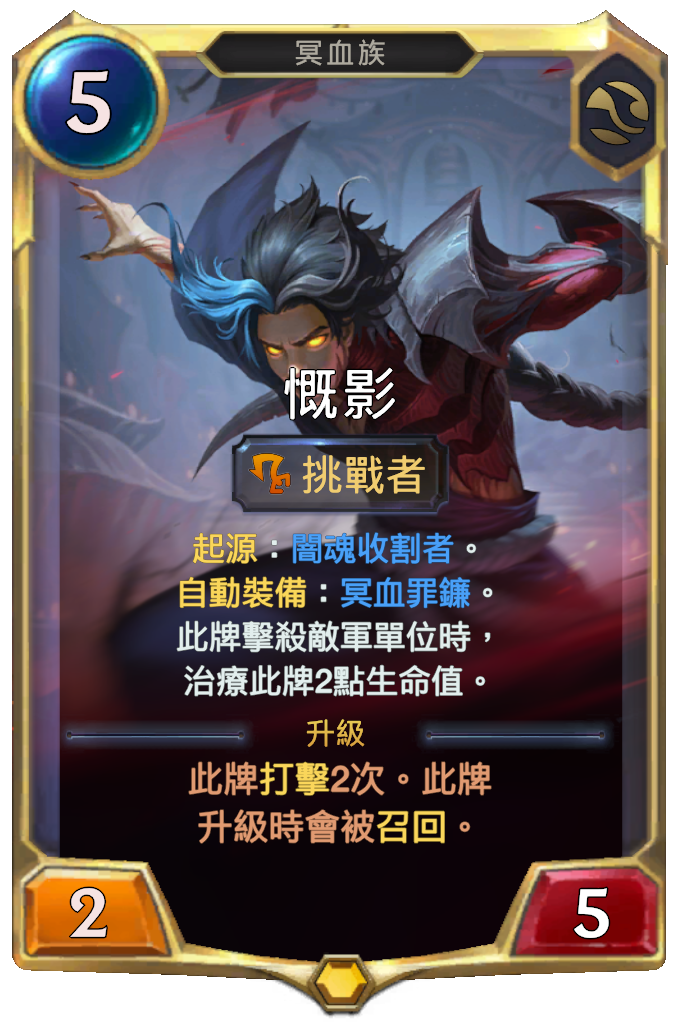 冥血族
5
慨影
挑戰者
起源：闇魂收割者。
自動裝備：冥血罪鐮。
此牌擊殺敵軍單位時，
治療此牌2點生命值。
升級
此牌打擊2次。此牌
升級時會被召回。
2
5